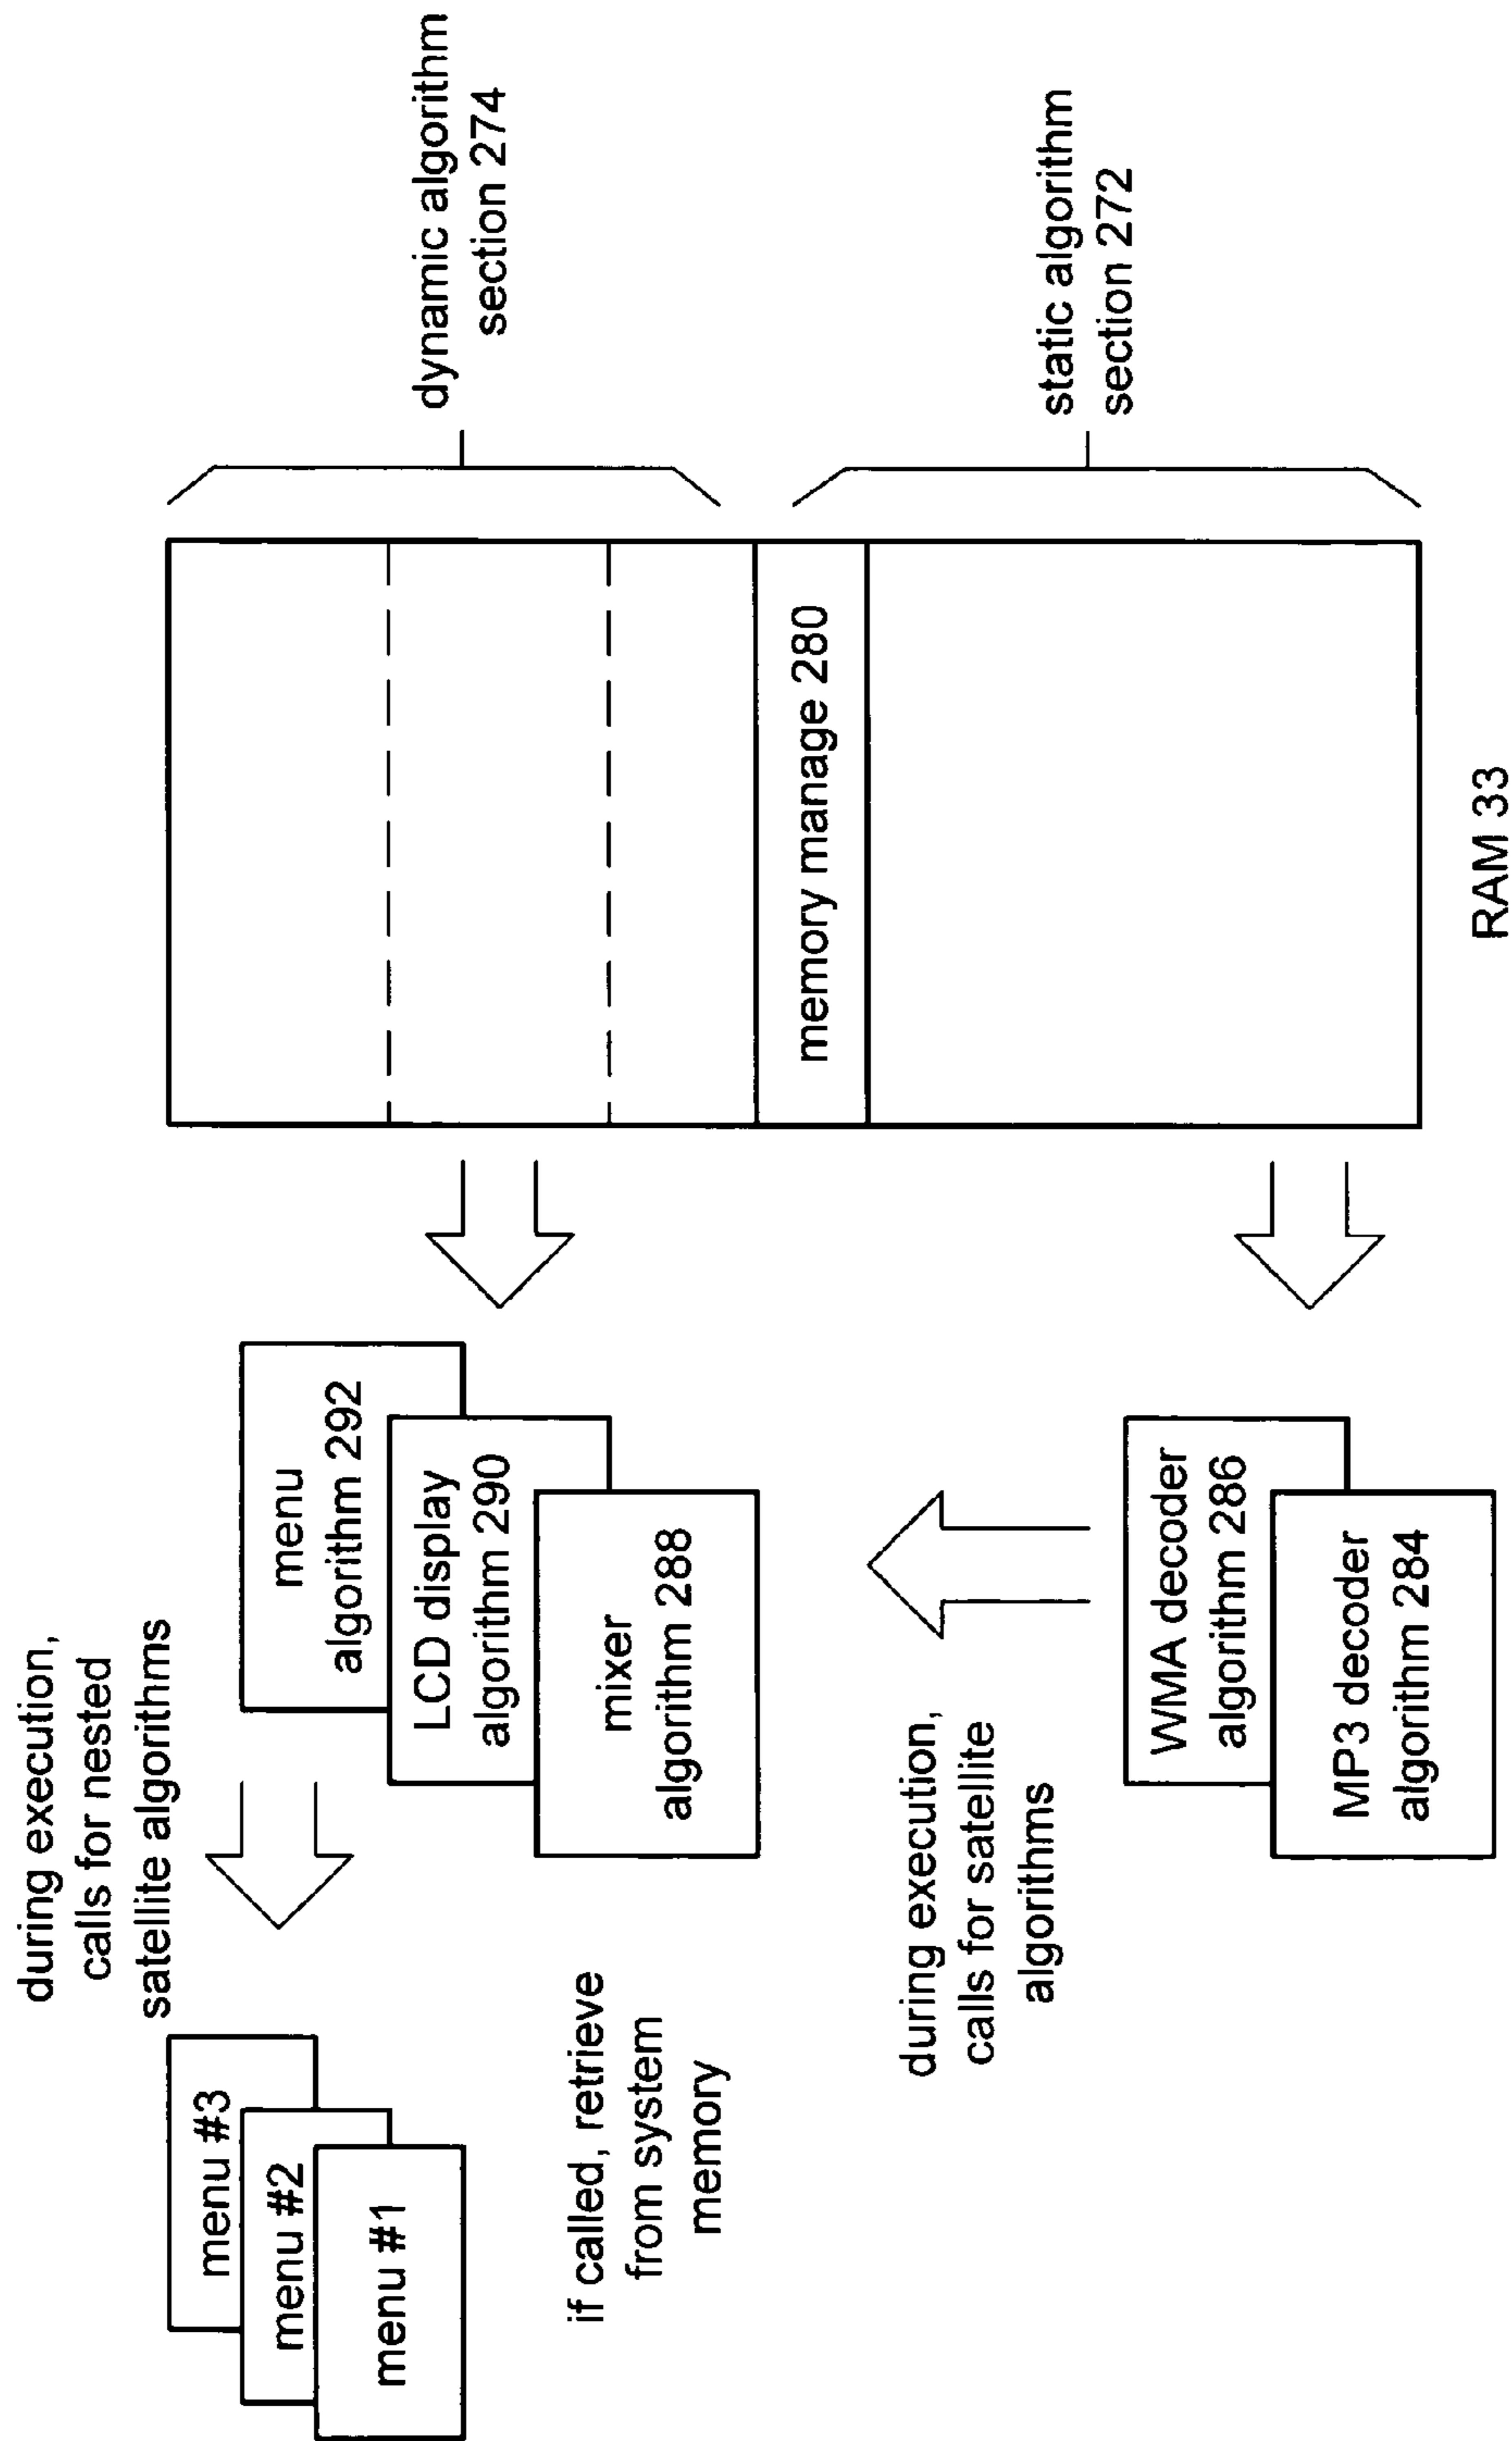 during execution,
calls for nested
satellite algorithms
menu #3
menu #2
menu #1
if called, retrieve
from system
memory
menu
algorithm 292
LCD display
algorithm 290
mixer
algorithm 288
during execution,
calls for satellite
algorithms
WMA decoder
algorithm 286
MP3 decoder
algorithm 284
dynamic algorithm
section 274
memory manage 280
static algorithm
section 272
RAM 33